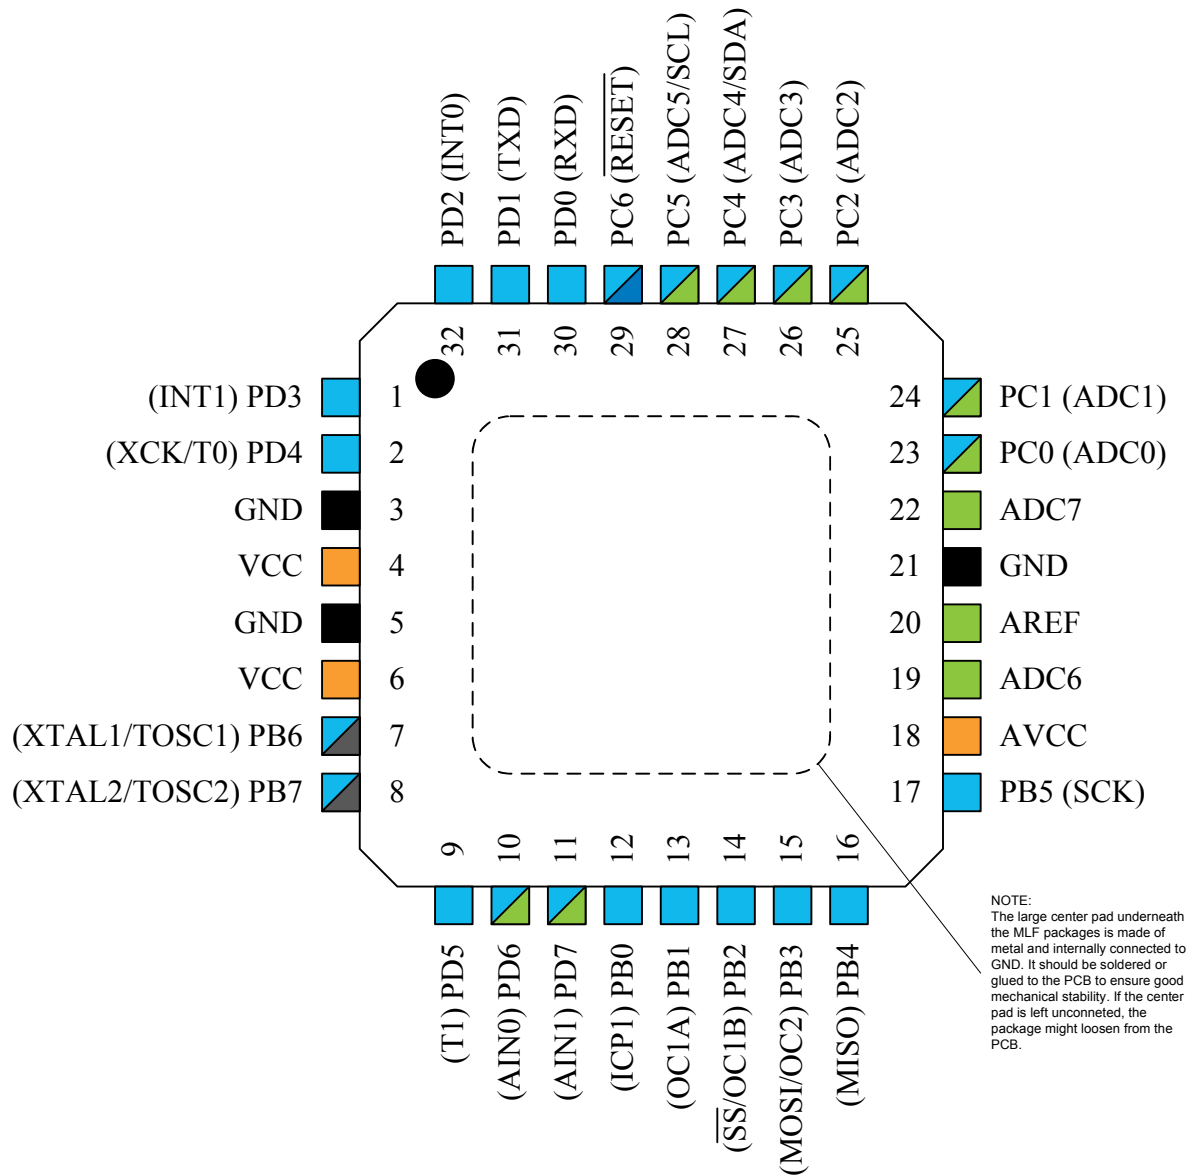 PD2 (INT0)
PD1 (TXD)
PD0 (RXD)
PC6 (RESET)
PC5 (ADC5/SCL)
PC4 (ADC4/SDA)
PC3 (ADC3)
PC2 (ADC2)
32
31
30
29
28
27
26
25
(INT1) PD3 1
(XCK/T0) PD4 2
GND 3
VCC 4
GND 5
VCC 6
(XTAL1/TOSC1) PB6 7
(XTAL2/TOSC2) PB7 8
24 PC1 (ADC1)
23 PC0 (ADC0)
22 ADC7
21 GND
20 AREF
19 ADC6
18 AVCC
17 PB5 (SCK)
9
10
11
12
13
14
15
16
(T1) PD5
(AIN0) PD6
(AIN1) PD7
(ICP1) PB0
(OC1A) PB1
(SS/OC1B) PB2
(MOSI/OC2) PB3
(MISO) PB4
NOTE:
The large center pad underneath
the MLF packages is made of
metal and internally connected to
GND. It should be soldered or
glued to the PCB to ensure good
mechanical stability. If the center
pad is left unconneted, the
package might loosen from the
PCB.